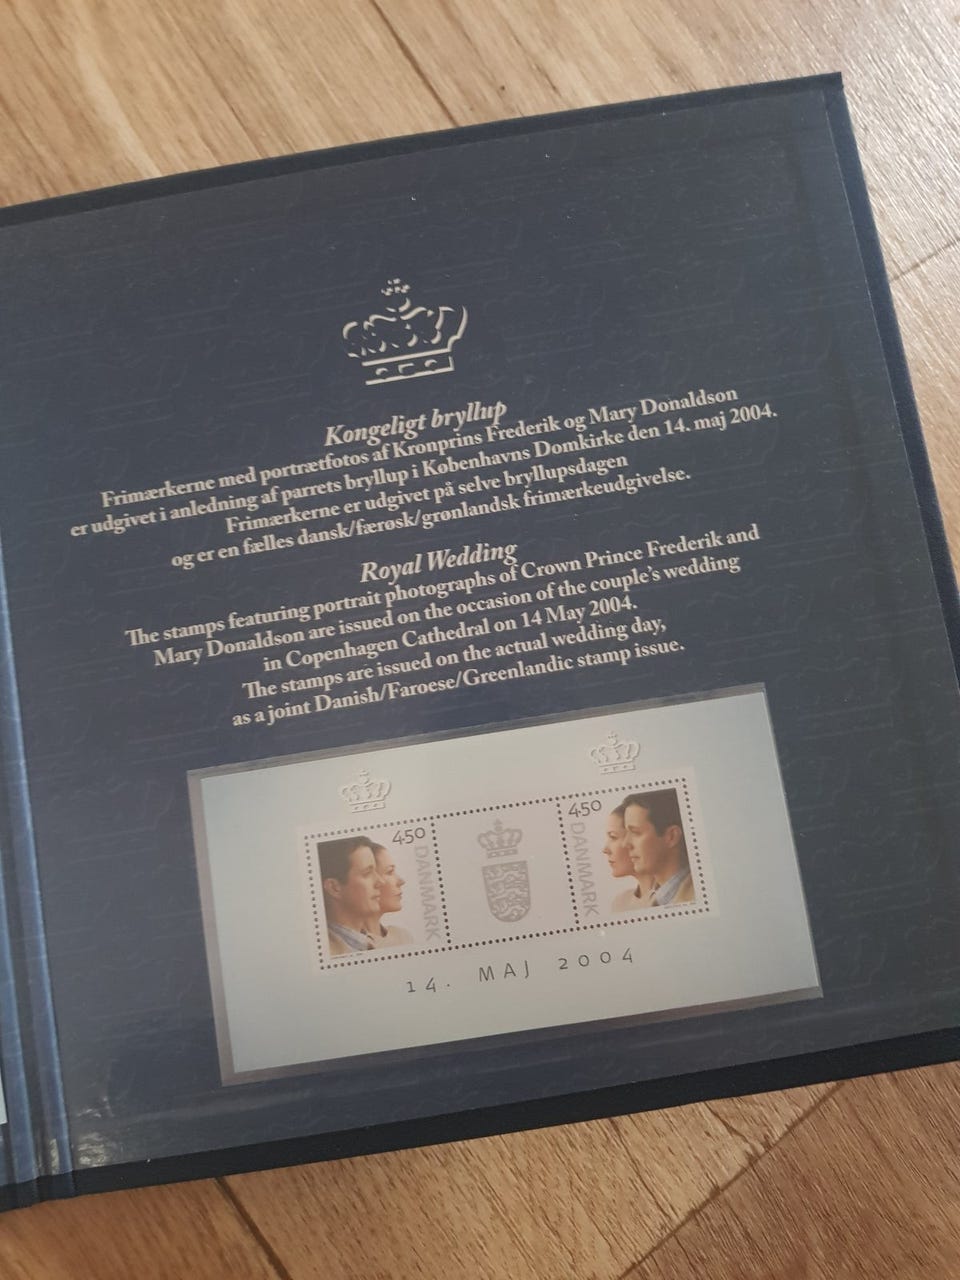 Kongeligt bryllup
Frimærkerne med portrætfotos af Kronprins Frederik og Mary Donaldson
er udgivet i anledning af parrets bryllup i Københavns Domkirke den 14. maj 2004.
Frimærkerne er udgivet på selve bryllupsdagen
og er en fælles dansk/færøsk/grønlandsk frimærkeudgivelse.
Royal Wedding
The stamps featuring portrait photographs of Crown Prince Frederik and
Mary Donaldson are issued on the occasion of the couple's wedding
in Copenhagen Cathedral on 14 May 2004.
The stamps are issued on the actual wedding day,
as a joint Danish/Faroese/Greenlandic stamp issue.
4.50
DANMARK
4.50
DANMARK
14. MAJ 2004